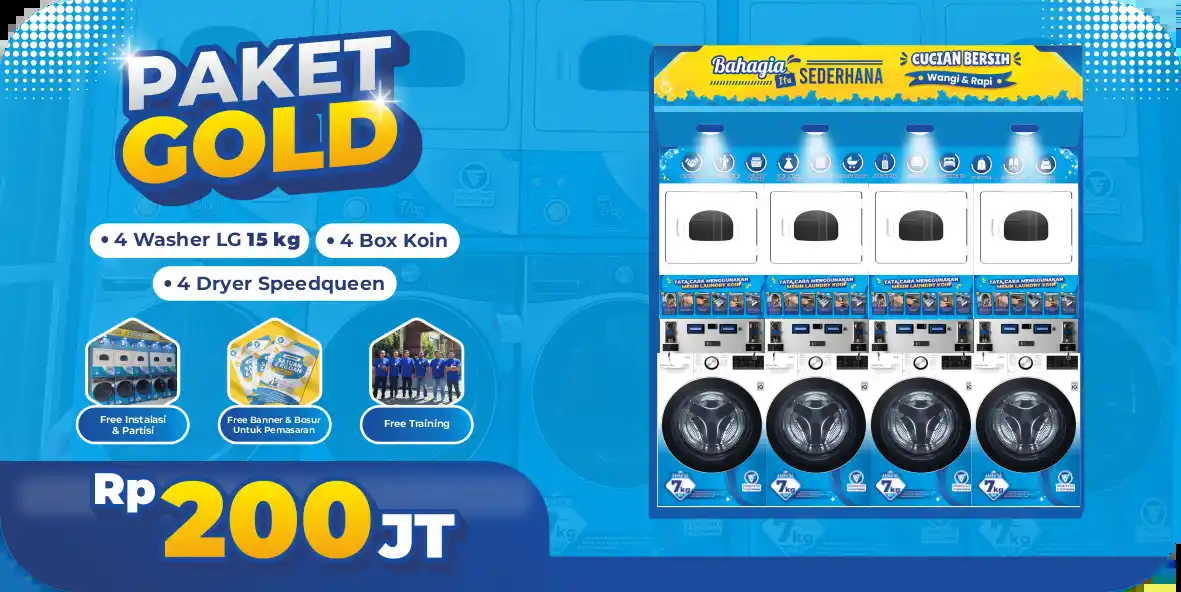 PAKET
GOLD
• 4 Washer LG 15 kg
• 4 Box Koin
• 4 Dryer Speedqueen
Free Instalasi
& Partisi
Free Banner & Bosur
Untuk Pemasaran
Free Training
Rp 200 JT
Bahagia Itu SEDERHANA
CUCIAN BERSIH
Wangi & Rapi
TATA CARA MENGGUNAKAN
MESIN LAUNDRY KOIN
TATA CARA MENGGUNAKAN
MESIN LAUNDRY KOIN
TATA CARA MENGGUNAKAN
MESIN LAUNDRY KOIN
TATA CARA MENGGUNAKAN
MESIN LAUNDRY KOIN
7kg
7kg
7kg
7kg